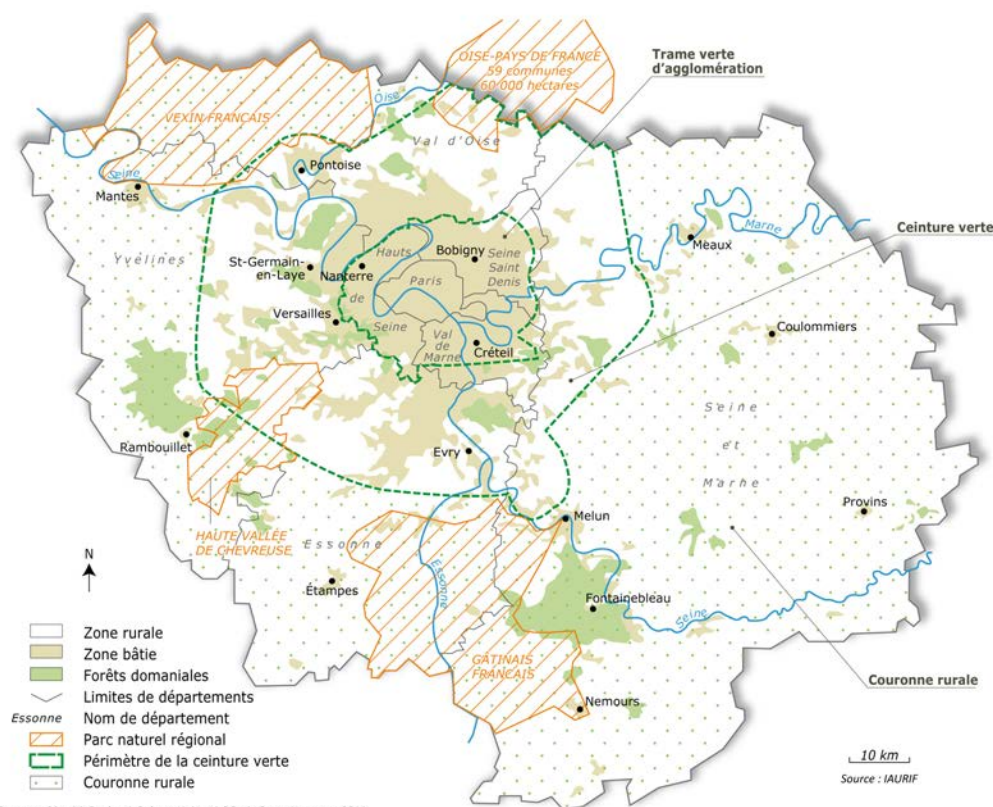 OISE-PAYS DE FRANCE
59 communes
60 000 hectares
Trame verte
d'agglomération
VEXIN FRANÇAIS
Oise
Val d'Oise
Seine
Mantes
Pontoise
Marne
Meaux
Ceinture verte
Yvelines
St-Germain-
en-Laye
Nanterre
Hauts
de
Seine
Bobigny
Seine
Saint
Denis
Paris
Versailles
Val
de
Marne
Créteil
Coulommiers
Seine
et
Marne
Rambouillet
Evry
Provins
Melun
HAUTE VALLÉE
DE CHEVREUSE
Essonne
Essonne
Étampes
Fontainebleau
Seine
GÂTINAIS
FRANÇAIS
Nemours
Couronne rurale
N
Zone rurale
Zone bâtie
Forêts domaniales
Limites de départements
Essonne Nom de département
Parc naturel régional
Périmètre de la ceinture verte
Couronne rurale
10 km
Source : IAURIF